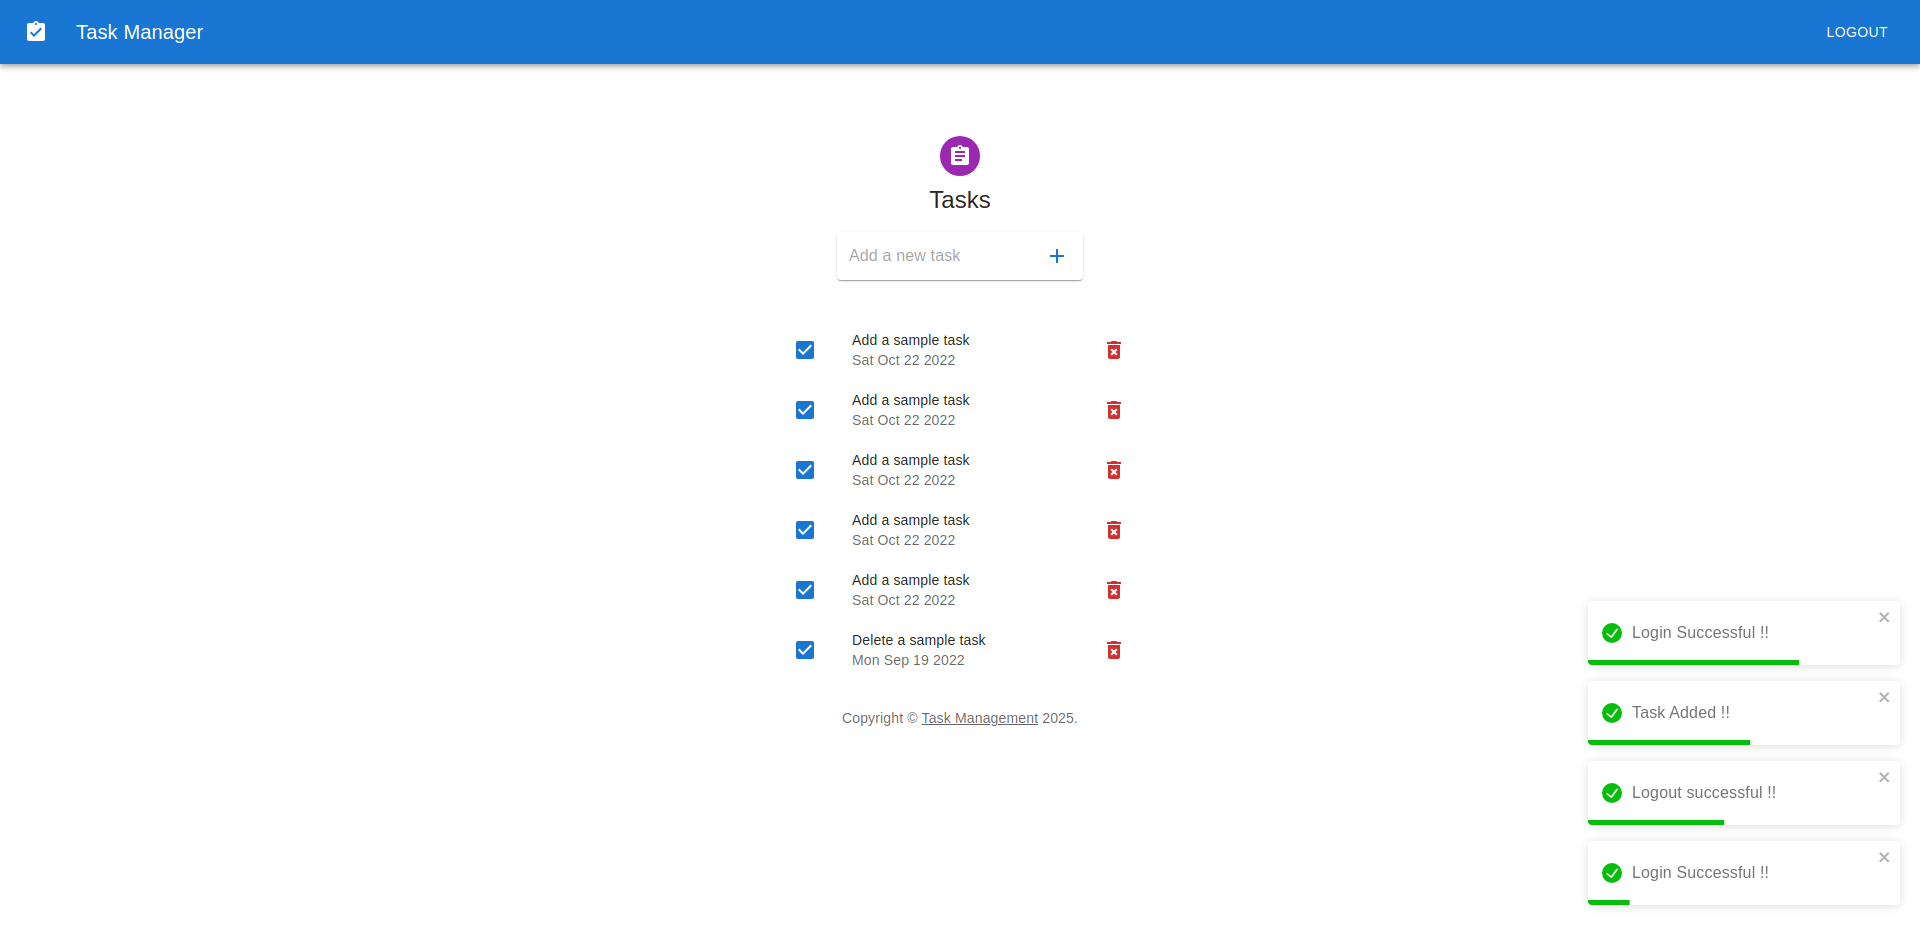 Task Manager
LOGOUT
Tasks
Add a new task
Add a sample task
Sat Oct 22 2022
Add a sample task
Sat Oct 22 2022
Add a sample task
Sat Oct 22 2022
Add a sample task
Sat Oct 22 2022
Add a sample task
Sat Oct 22 2022
Delete a sample task
Mon Sep 19 2022
Copyright © Task Management 2025.
Login Successful !!
Task Added !!
Logout successful !!
Login Successful !!